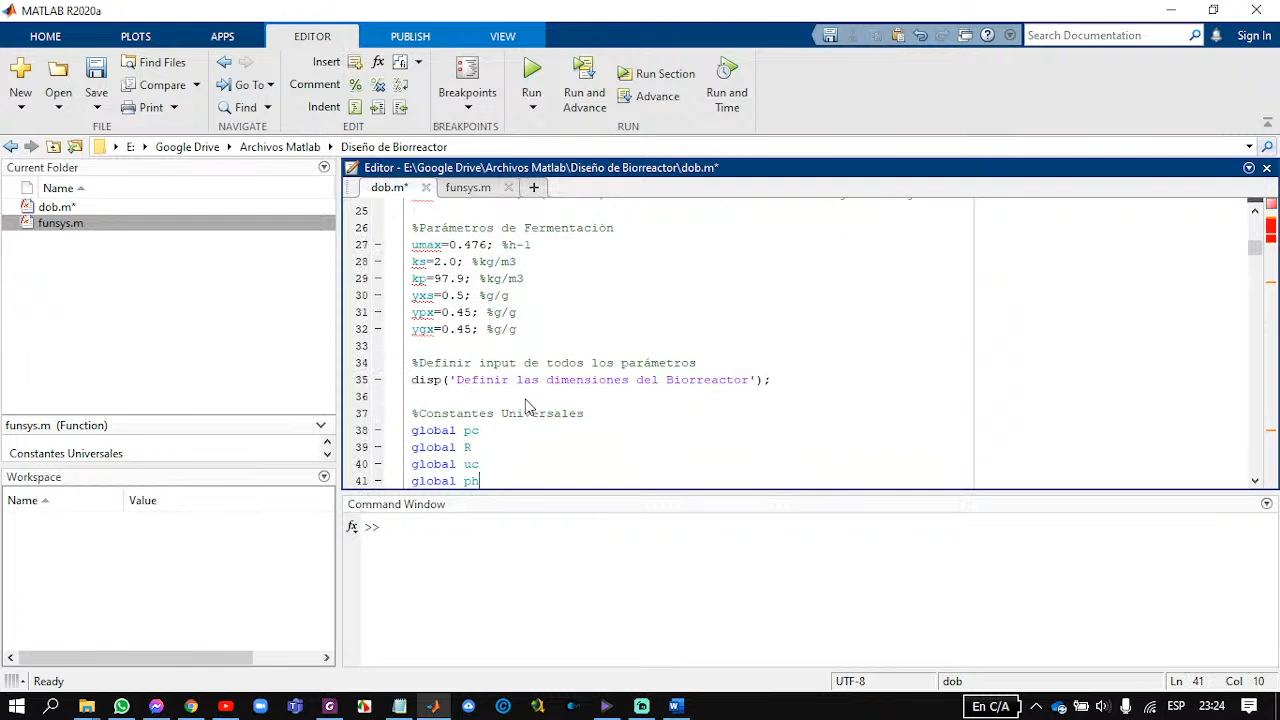 MATLAB R2020a
HOME PLOTS APPS EDITOR PUBLISH VIEW
Search Documentation Sign In
New Open Save Find Files Compare Print
Go To Find
Insert fx
Comment
Indent
Breakpoints
Run Run and Advance Run Section Advance Run and Time
FILE NAVIGATE EDIT BREAKPOINTS RUN
E: Google Drive Archivos Matlab Diseño de Biorreactor
Current Folder
Name
dob.m*
funsys.m
funsys.m (Function)
Constantes Universales
Workspace
Name Value
Editor - E:\Google Drive\Archivos Matlab\Diseño de Biorreactor\dob.m*
dob.m* funsys.m
25
26 %Parámetros de Fermentación
27 umax=0.476; %h-1
28 ks=2.0; %kg/m3
29 kp=97.9; %kg/m3
30 yxs=0.5; %g/g
31 ypx=0.45; %g/g
32 ygx=0.45; %g/g
33
34 %Definir input de todos los parámetros
35 disp('Definir las dimensiones del Biorreactor');
36
37 %Constantes Universales
38 global pc
39 global R
40 global uc
41 global ph
Command Window
fx >>
Ready UTF-8 dob Ln 41 Col 10
En C/A ESP 23:24